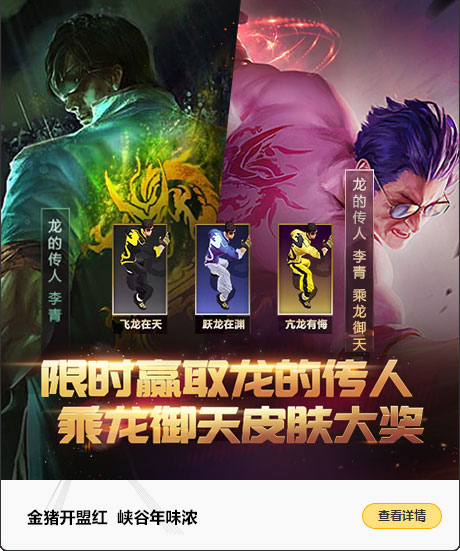 龙的传人 李青
龙的传人 李青 乘龙御天
飞龙在天
跃龙在渊
亢龙有悔
限时赢取龙的传人
乘龙御天皮肤大奖
金猪开盟红 峡谷年味浓
查看详情